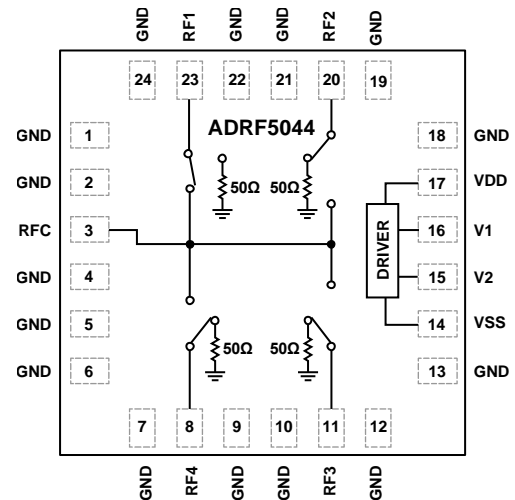 GND RF1 GND GND RF2 GND
24 23 22 21 20 19
ADRF5044
GND 1
18 GND
GND 2
50Ω 50Ω
17 VDD
RFC 3
16 V1
DRIVER
GND 4
15 V2
GND 5
14 VSS
50Ω 50Ω
GND 6
13 GND
7 8 9 10 11 12
GND RF4 GND GND RF3 GND